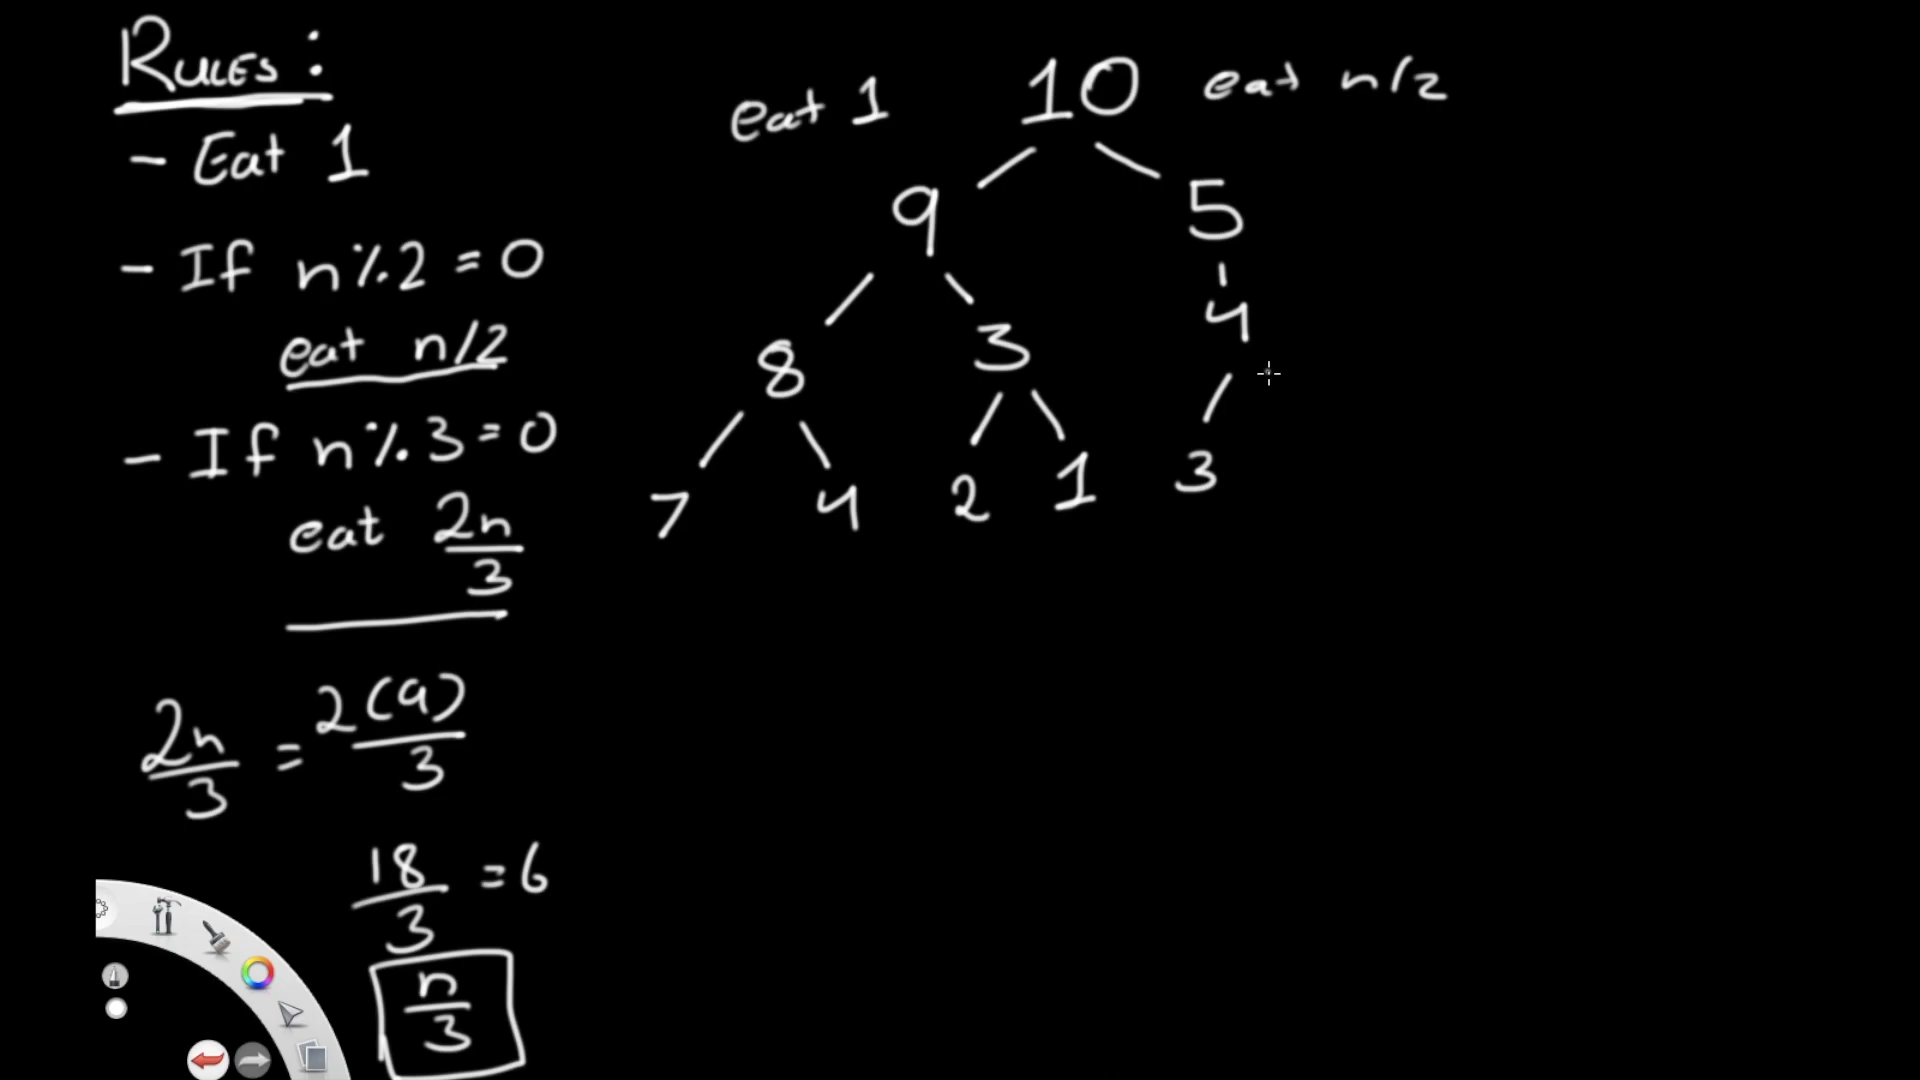 Rules:
- Eat 1
- If n%2=0
eat n/2
- If n%.3=0
eat 2n/3
2n/3 = 2(9)/3
18/3 = 6
n/3
eat 1 10 eat n/2
9 5
4
8 3
7 4 2 1 3